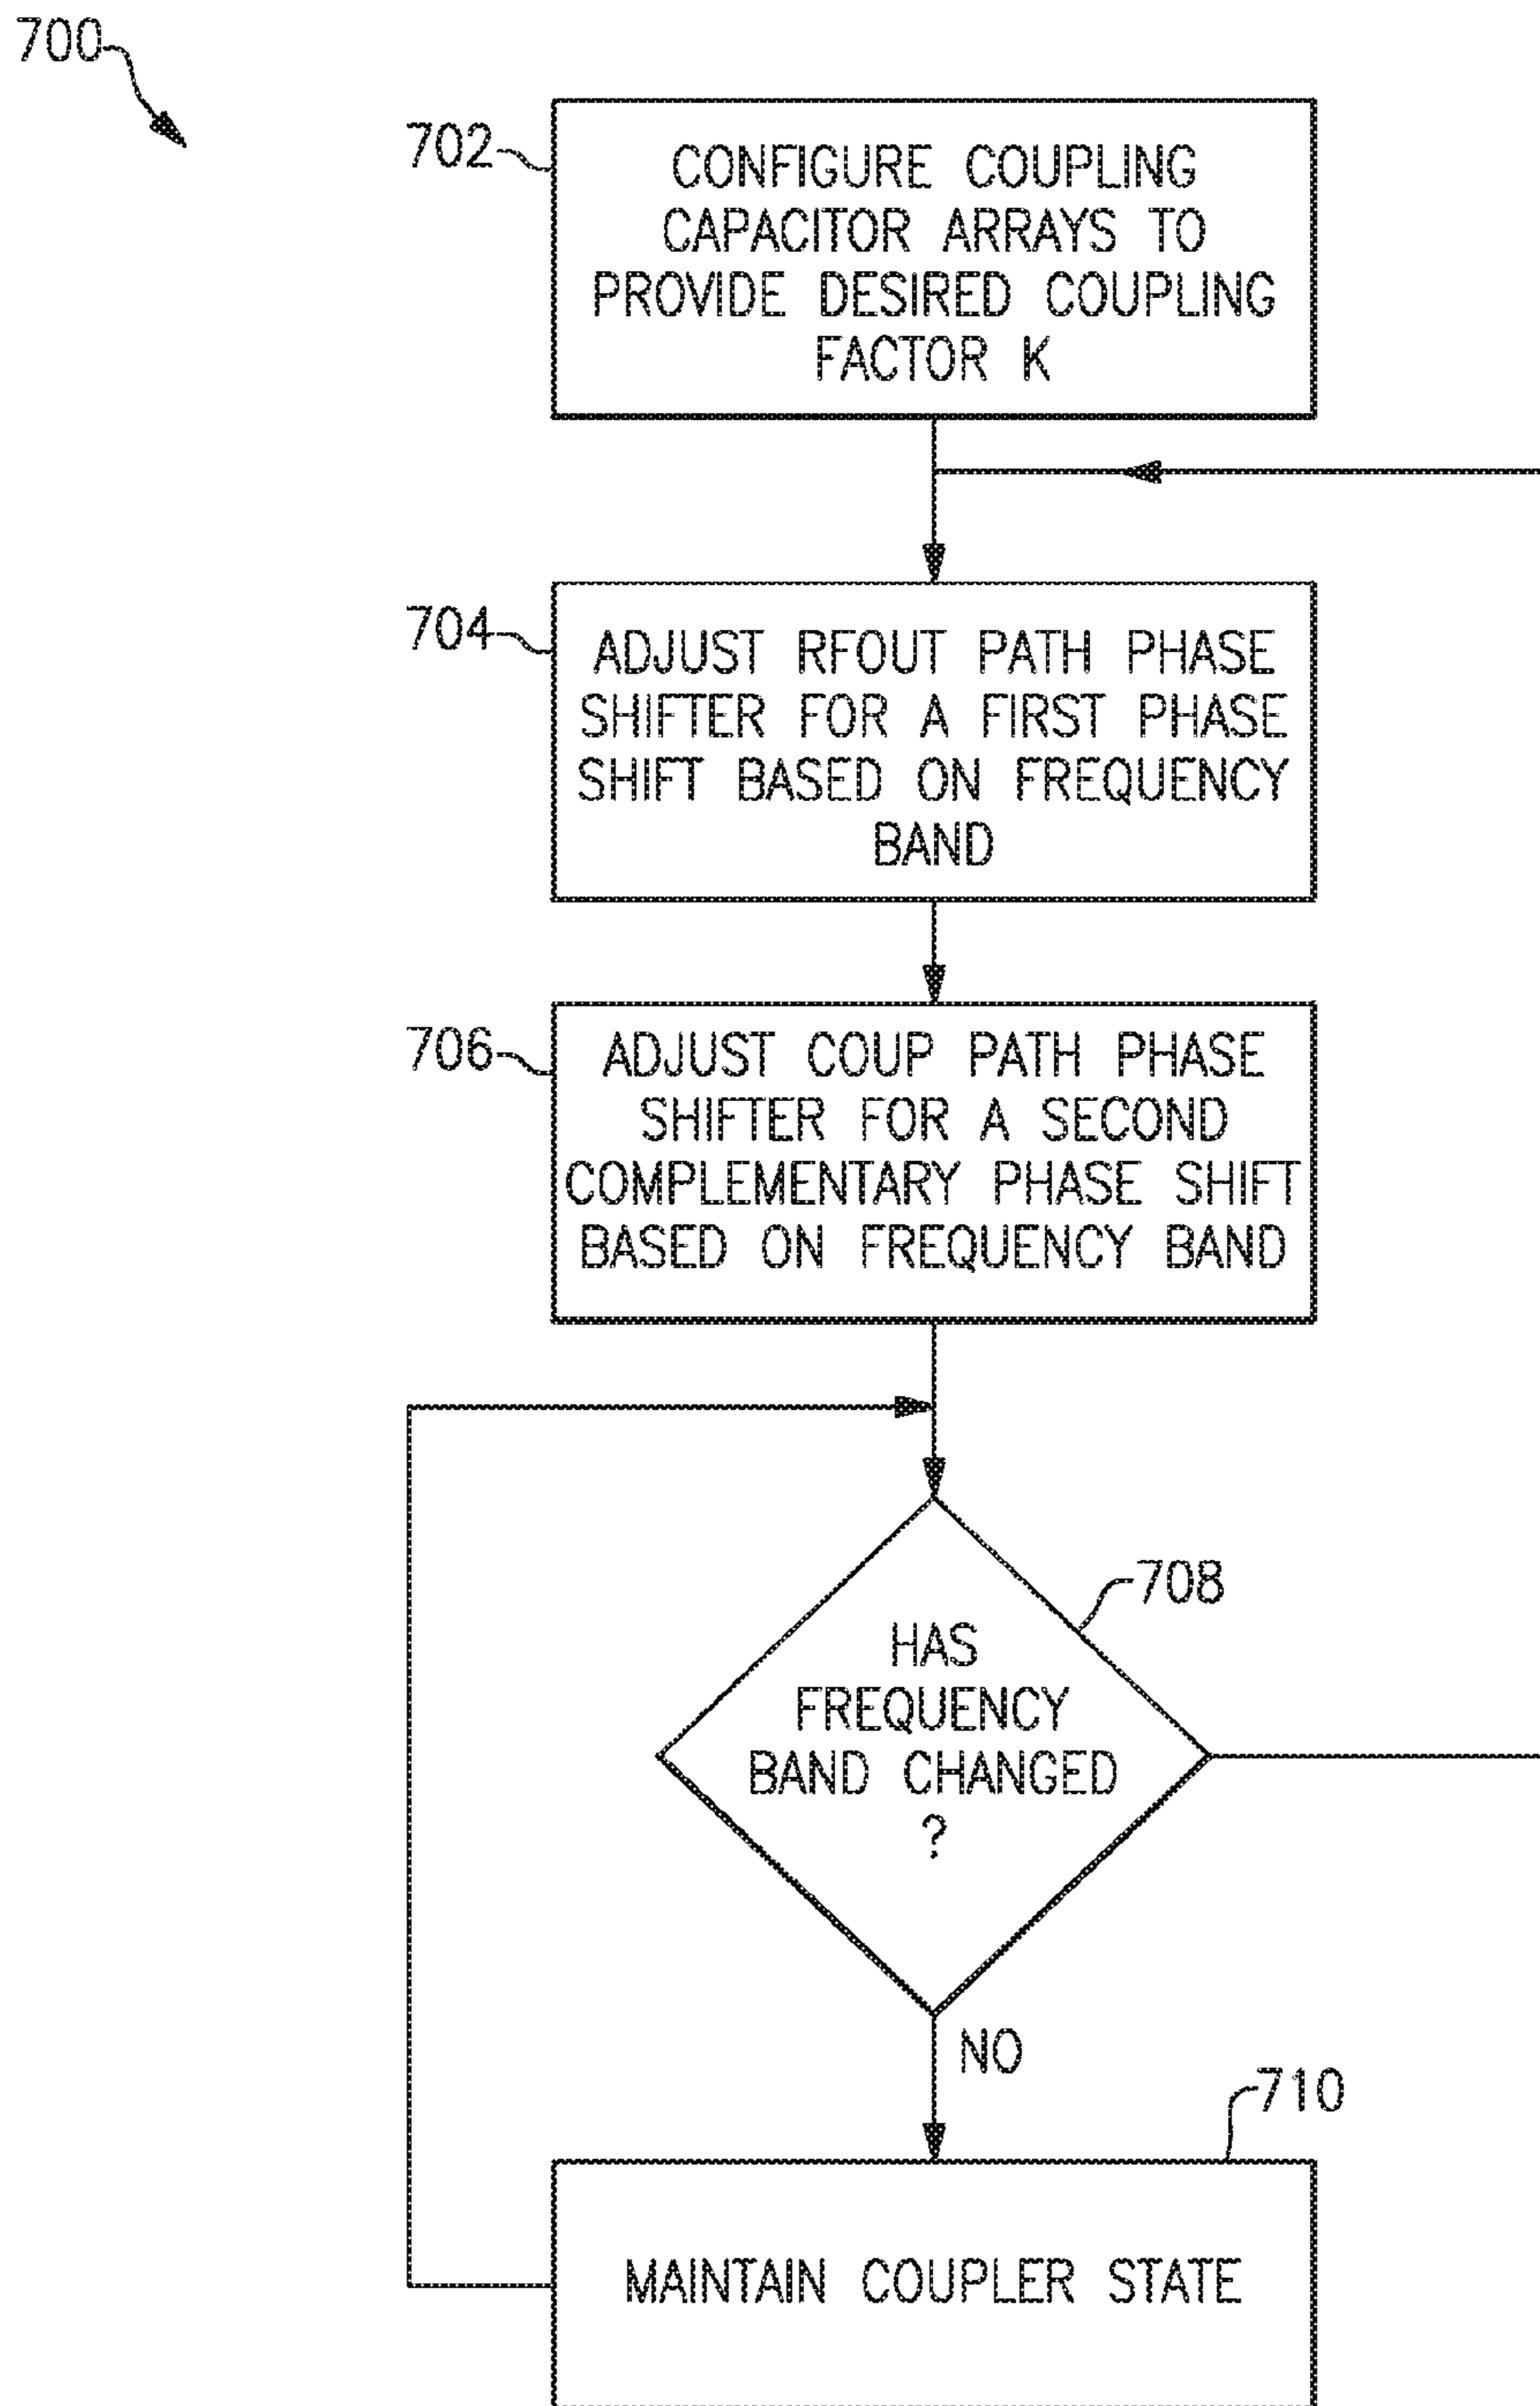 700
702
CONFIGURE COUPLING
CAPACITOR ARRAYS TO
PROVIDE DESIRED COUPLING
FACTOR K
704
ADJUST RFOUT PATH PHASE
SHIFTER FOR A FIRST PHASE
SHIFT BASED ON FREQUENCY
BAND
706
ADJUST COUP PATH PHASE
SHIFTER FOR A SECOND
COMPLEMENTARY PHASE SHIFT
BASED ON FREQUENCY BAND
708
HAS
FREQUENCY
BAND CHANGED
?
NO
710
MAINTAIN COUPLER STATE